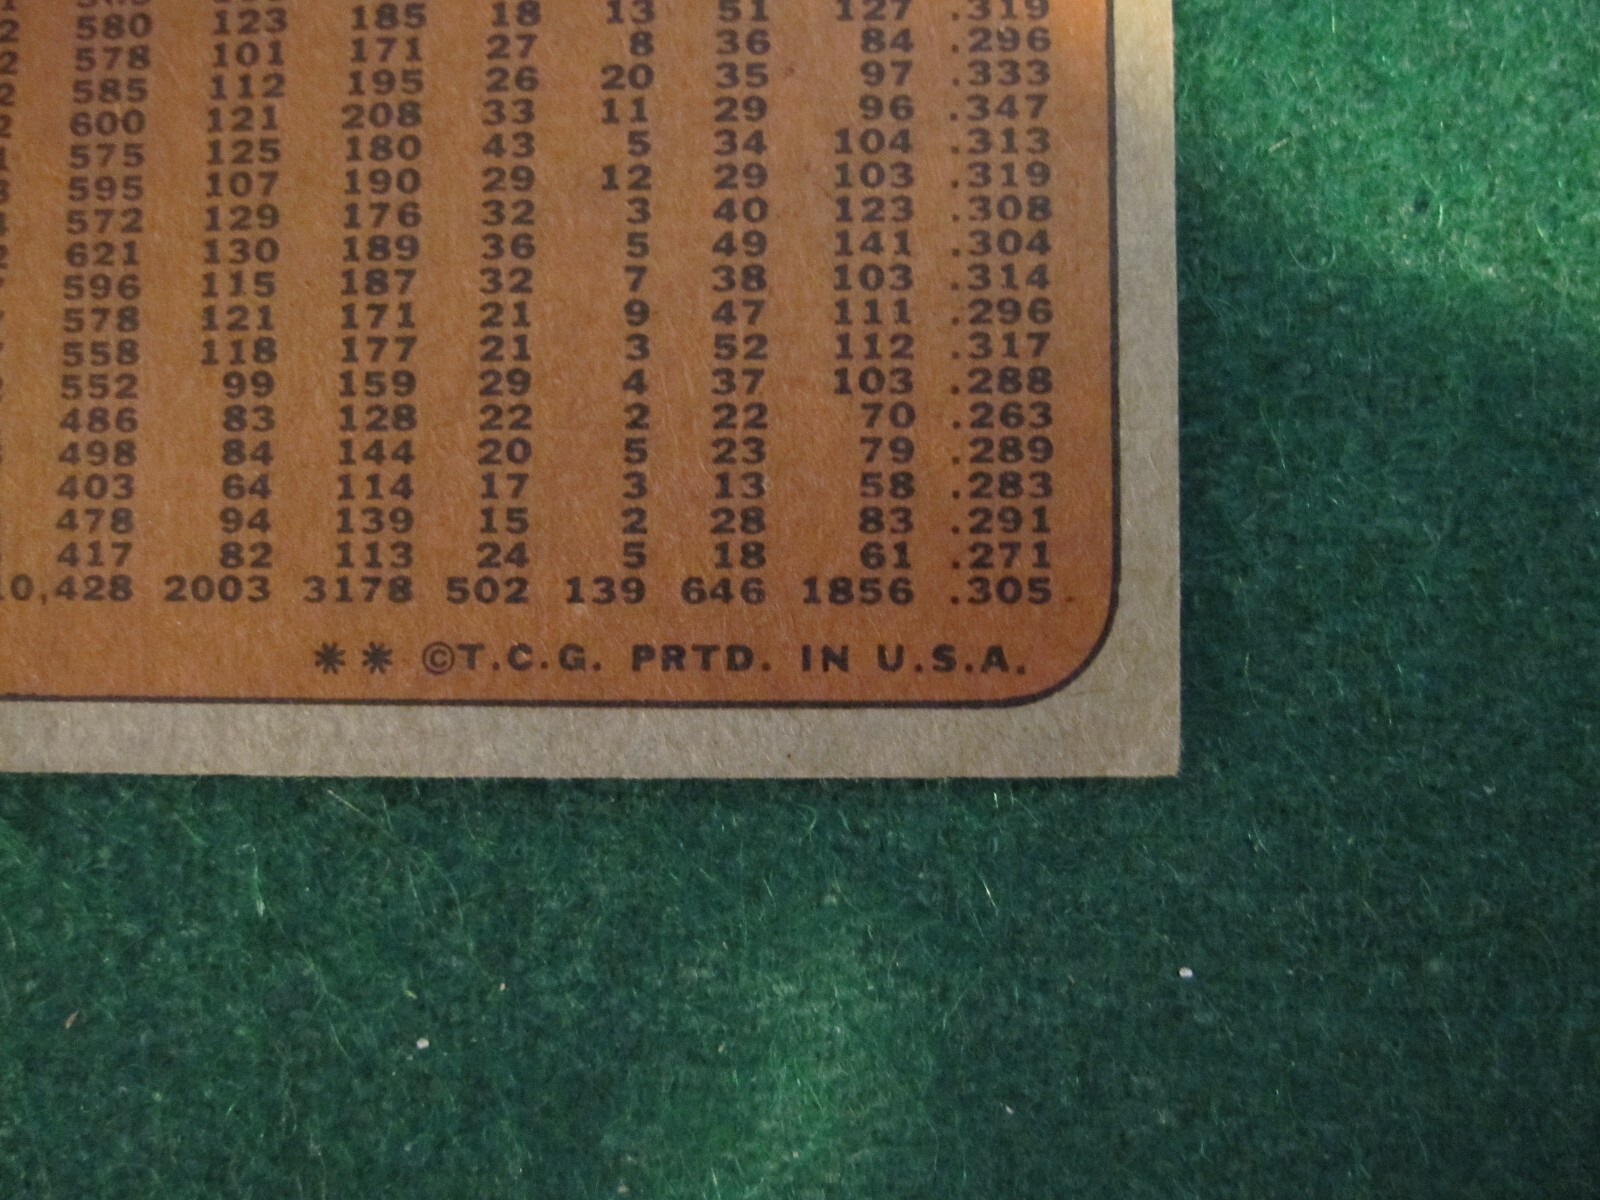 580 123 185 18 13 51 127 .319
578 101 171 27 8 36 84 .296
585 112 195 26 20 35 97 .333
600 121 208 33 11 29 96 .347
575 125 180 43 5 34 104 .313
595 107 190 29 12 29 103 .319
572 129 176 32 3 40 123 .308
621 130 189 36 5 49 141 .304
596 115 187 32 7 38 103 .314
578 121 171 21 9 47 111 .296
558 118 177 21 3 52 112 .317
552 99 159 29 4 37 103 .288
486 83 128 22 2 22 70 .263
498 84 144 20 5 23 79 .289
403 64 114 17 3 13 58 .283
478 94 139 15 2 28 83 .291
417 82 113 24 5 18 61 .271
0,428 2003 3178 502 139 646 1856 .305
** ©T.C.G. PRTD. IN U.S.A.